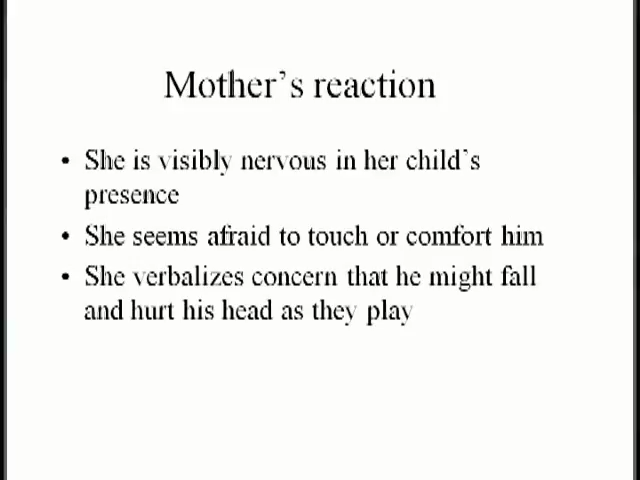 Mother's reaction
• She is visibly nervous in her child's
presence
• She seems afraid to touch or comfort him
• She verbalizes concern that he might fall
and hurt his head as they play